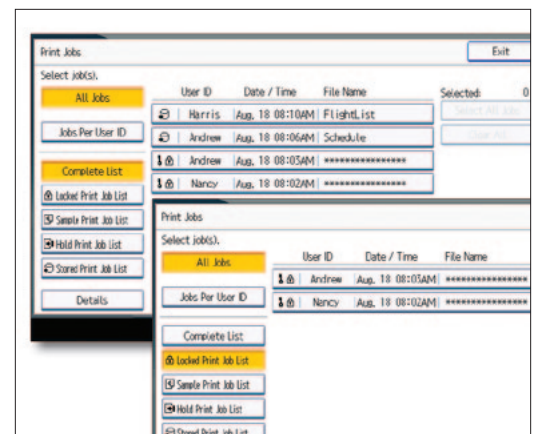 Print Jobs
Exit
Select job(s).
All Jobs
Jobs Per User ID
Complete List
Locked Print Job List
Sample Print Job List
Hold Print Job List
Stored Print Job List
Details
User ID Date / Time File Name
Harris Aug, 18 08:10AM FlightList
Andrew Aug, 18 08:06AM Schedule
Andrew Aug, 18 08:03AM ****************
Nancy Aug, 18 08:02AM ****************
Selected: 0
Select All Jobs
Clear All
Print Jobs
Select job(s).
All Jobs
Jobs Per User ID
Complete List
Locked Print Job List
Sample Print Job List
Hold Print Job List
Stored Print Job List
User ID Date / Time File Name
Andrew Aug, 18 08:03AM ****************
Nancy Aug, 18 08:02AM ****************